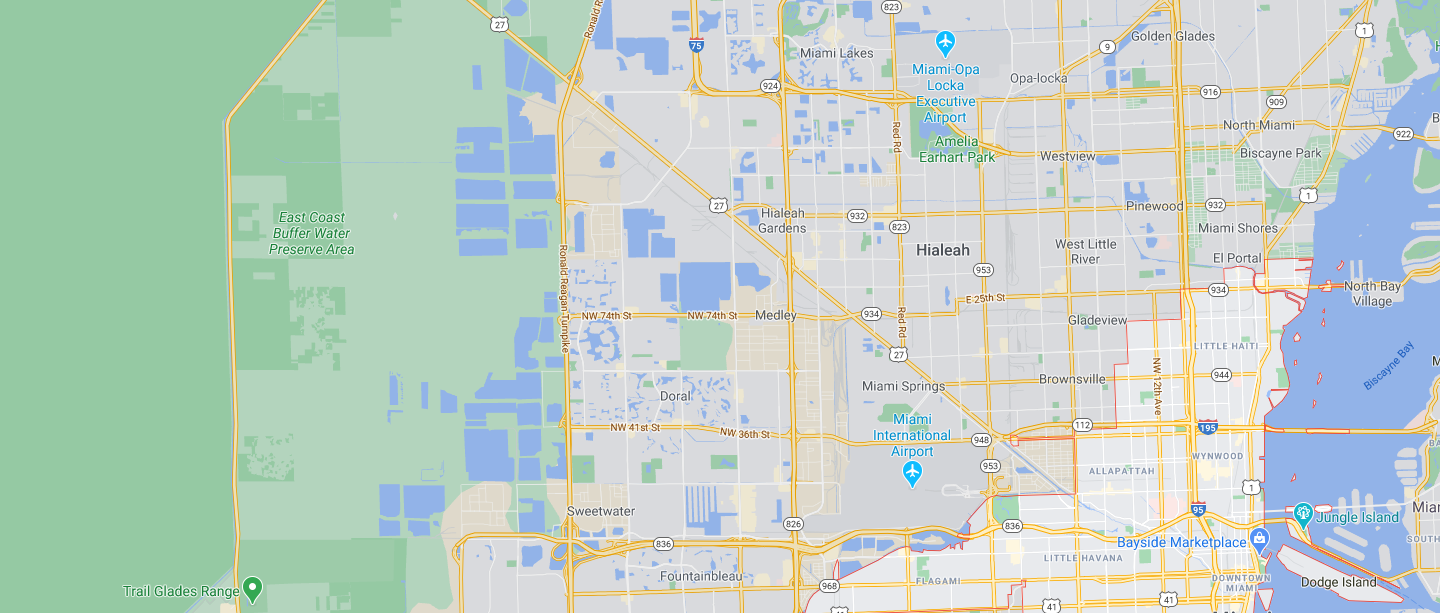 823
27
Ronald R
1
Golden Glades
75
9
Miami Lakes
Miami-Opa
Locka
Executive
Airport
Opa-locka
924
916
909
North Miami
922
Red Rd
Amelia
Earhart Park
Westview
Biscayne Park
27
1
932
Hialeah
Gardens
932
Pinewood
823
Miami Shores
East Coast
Buffer Water
Preserve Area
Hialeah
West Little
River
El Portal
953
Ronald Reagan Turnpike
934
North Bay
Village
E 25th St
NW 74th St
NW 74th St
Medley
934
Red Rd
Gladeview
27
LITTLE HAITI
Biscayne Bay
944
Miami Springs
Brownsville
NW 12th Ave
Doral
Miami
International
Airport
NW 41st St
NW 36th St
948
112
195
WYNWOOD
953
ALLAPATTAH
1
Sweetwater
826
95
Jungle Island
836
836
Bayside Marketplace
LITTLE HAVANA
Fountainbleau
968
FLAGAMI
DOWNTOWN
MIAMI
Dodge Island
Trail Glades Range
41
41